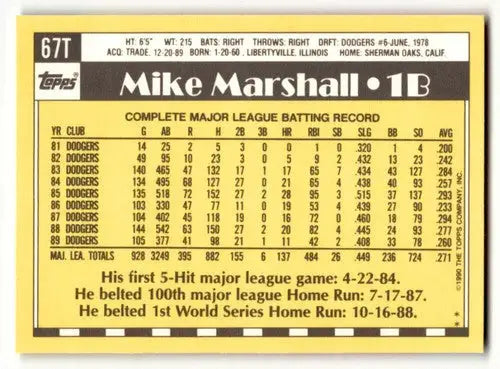 67T
HT: 6'5" WT: 215 BATS: RIGHT THROWS: RIGHT DRFT: DODGERS #6-JUNE, 1978
ACQ: TRADE, 12-20-89 BORN: 1-20-60, LIBERTYVILLE, ILLINOIS HOME: SHERMAN OAKS, CALIF.
Topps® Mike Marshall • 1B
COMPLETE MAJOR LEAGUE BATTING RECORD
YR CLUB G AB R H 2B 3B HR RBI SB SLG BB SO AVG
81 DODGERS 14 25 2 5 3 0 0 1 0 .320 1 4 .200
82 DODGERS 49 95 10 23 3 0 5 9 2 .432 13 23 .242
83 DODGERS 140 465 47 132 17 1 17 65 7 .434 43 127 .284
84 DODGERS 134 495 68 127 27 0 21 65 4 .438 40 93 .257
85 DODGERS 135 518 72 152 27 2 28 95 3 .515 37 137 .293
86 DODGERS 103 330 47 77 11 0 19 53 4 .439 27 90 .233
87 DODGERS 104 402 45 118 19 0 16 72 0 .460 18 79 .294
88 DODGERS 144 542 63 150 27 2 20 82 4 .445 24 93 .277
89 DODGERS 105 377 41 98 21 1 11 42 2 .408 33 78 .260
MAJ. LEA. TOTALS 928 3249 395 882 155 6 137 484 26 .449 236 724 .271
His first 5-Hit major league game: 4-22-84.
He belted 100th major league Home Run: 7-17-87.
He belted 1st World Series Home Run: 10-16-88.
©1990 THE TOPPS COMPANY, INC.
* *